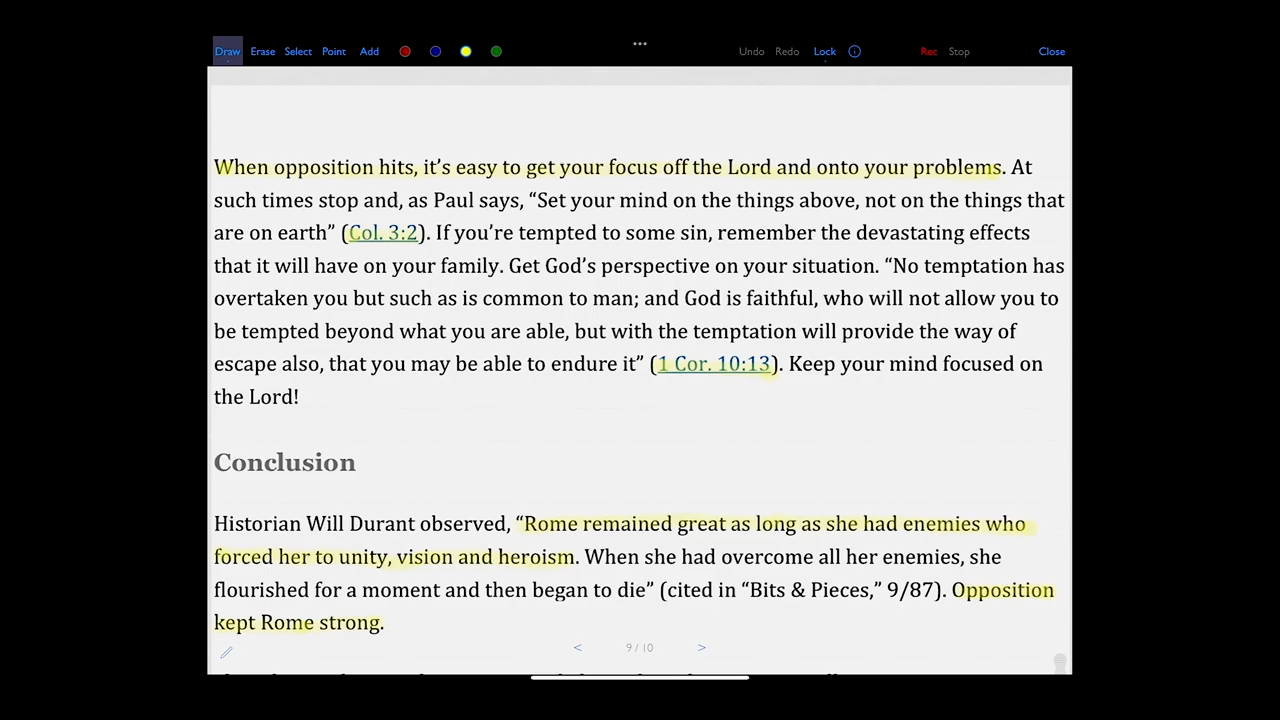 Draw Erase Select Point Add Undo Redo Lock Rec Stop Close
When opposition hits, it’s easy to get your focus off the Lord and onto your problems. At
such times stop and, as Paul says, “Set your mind on the things above, not on the things that
are on earth” (Col. 3:2). If you’re tempted to some sin, remember the devastating effects
that it will have on your family. Get God’s perspective on your situation. “No temptation has
overtaken you but such as is common to man; and God is faithful, who will not allow you to
be tempted beyond what you are able, but with the temptation will provide the way of
escape also, that you may be able to endure it” (1 Cor. 10:13). Keep your mind focused on
the Lord!
Conclusion
Historian Will Durant observed, “Rome remained great as long as she had enemies who
forced her to unity, vision and heroism. When she had overcome all her enemies, she
flourished for a moment and then began to die” (cited in “Bits & Pieces,” 9/87). Opposition
kept Rome strong.
< 9 / 10 >